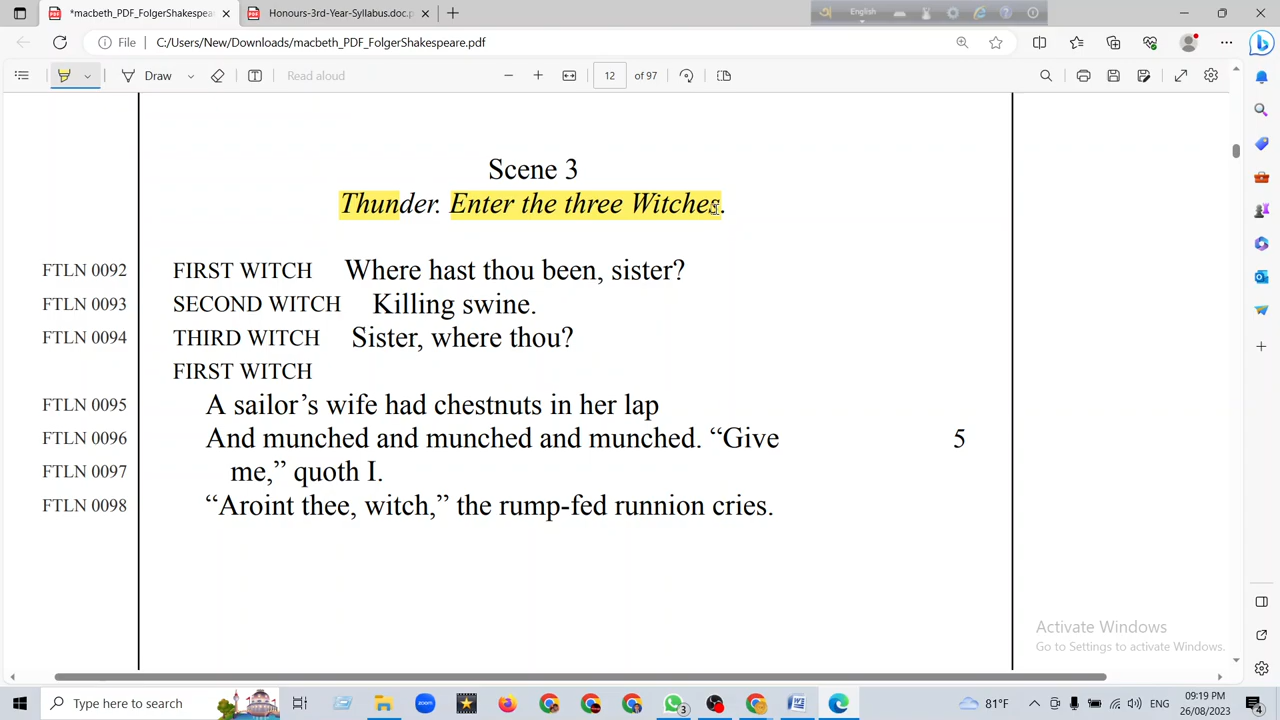 *macbeth_PDF_FolgerShakespeare
Honours-3rd-Year-Syllabus.doc.p
English
File C:/Users/New/Downloads/macbeth_PDF_FolgerShakespeare.pdf
Draw
Read aloud
12 of 97
Scene 3
Thunder. Enter the three Witches.
FTLN 0092 FIRST WITCH Where hast thou been, sister?
FTLN 0093 SECOND WITCH Killing swine.
FTLN 0094 THIRD WITCH Sister, where thou?
FIRST WITCH
FTLN 0095 A sailor’s wife had chestnuts in her lap
FTLN 0096 And munched and munched and munched. “Give 5
FTLN 0097 me,” quoth I.
FTLN 0098 “Aroint thee, witch,” the rump-fed runnion cries.
Activate Windows
Go to Settings to activate Windows.
Type here to search
zoom
3
81°F
ENG
09:19 PM
26/08/2023
4